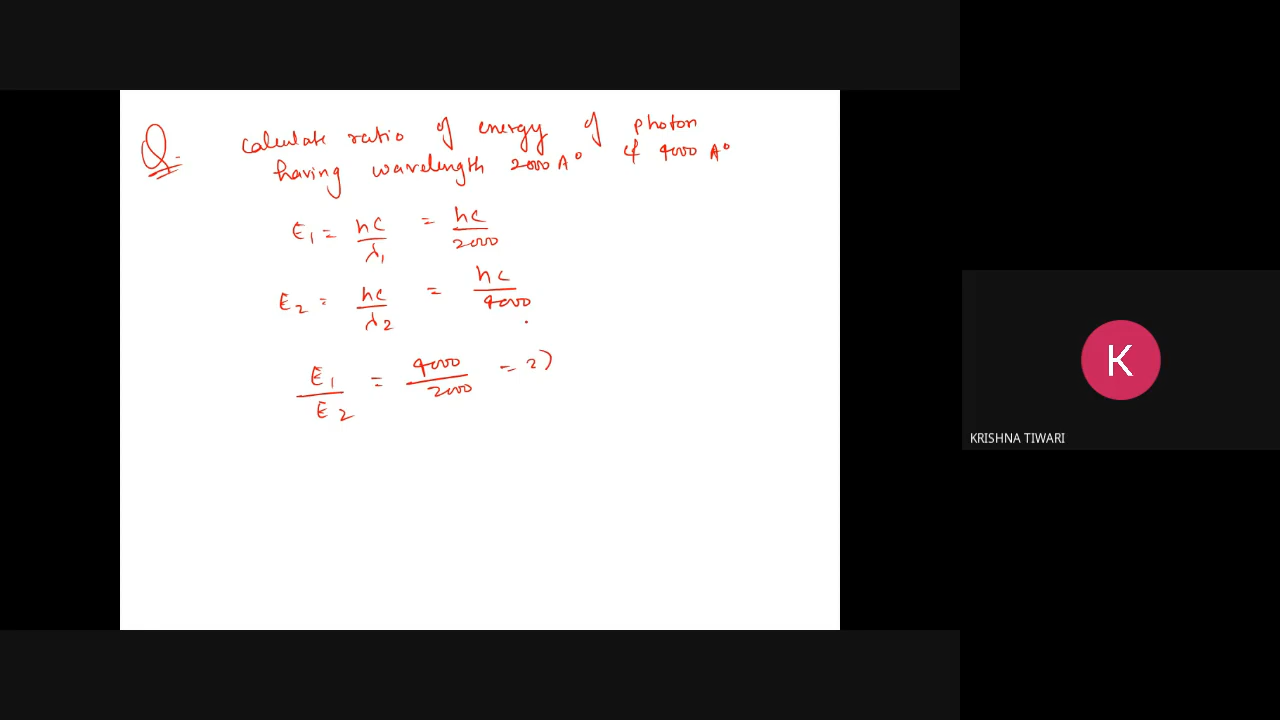 Q. Calculate ratio of energy of photon
having wavelength 2000 A° & 4000 A°
E₁ = hc/λ₁ = hc/2000
E₂ = hc/λ₂ = hc/4000
E₁/E₂ = 4000/2000 = 2)
K
KRISHNA TIWARI